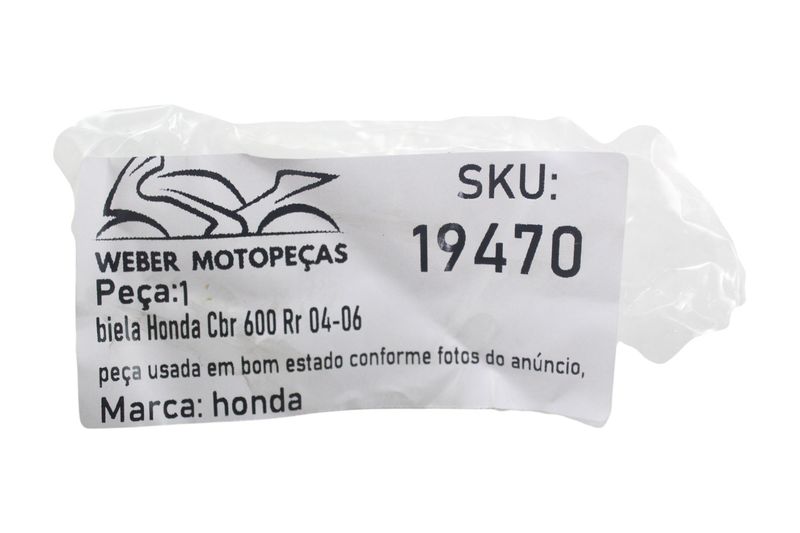 SKU:
19470
WEBER MOTOPEÇAS
Peça:1
biela Honda Cbr 600 Rr 04-06
peça usada em bom estado conforme fotos do anúncio,
Marca: honda